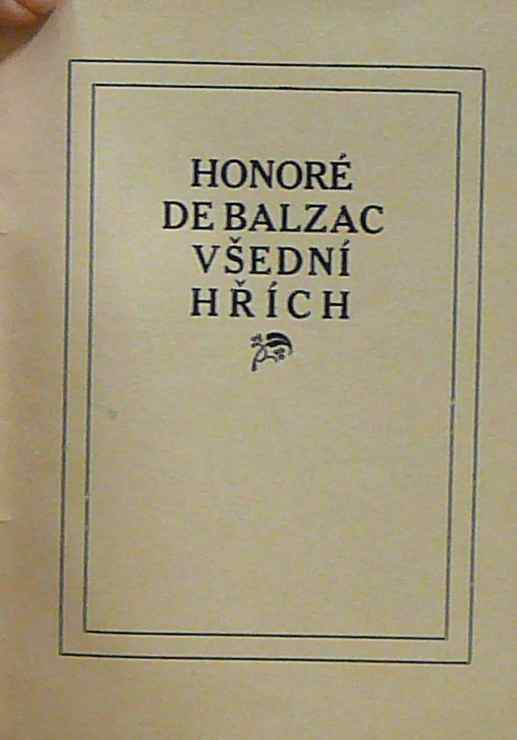 HONORÉ
DE BALZAC
VŠEDNÍ
HŘÍCH